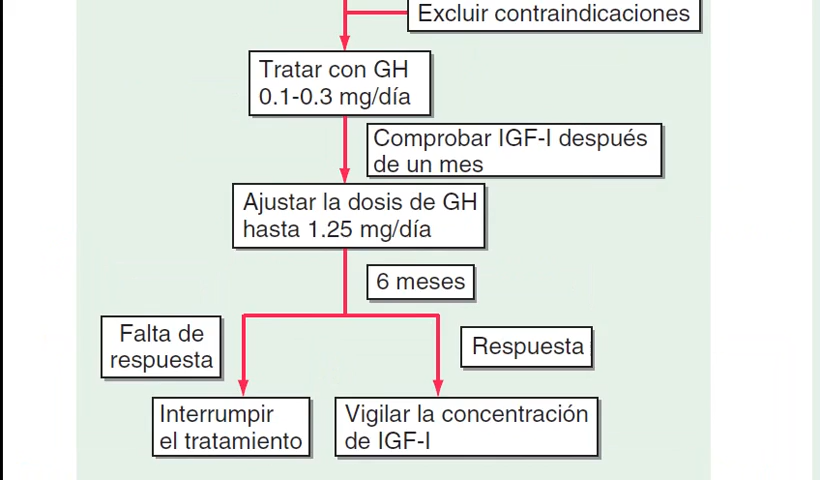 Excluir contraindicaciones
Tratar con GH
0.1-0.3 mg/día
Comprobar IGF-I después
de un mes
Ajustar la dosis de GH
hasta 1.25 mg/día
6 meses
Falta de
respuesta
Respuesta
Interrumpir
el tratamiento
Vigilar la concentración
de IGF-I